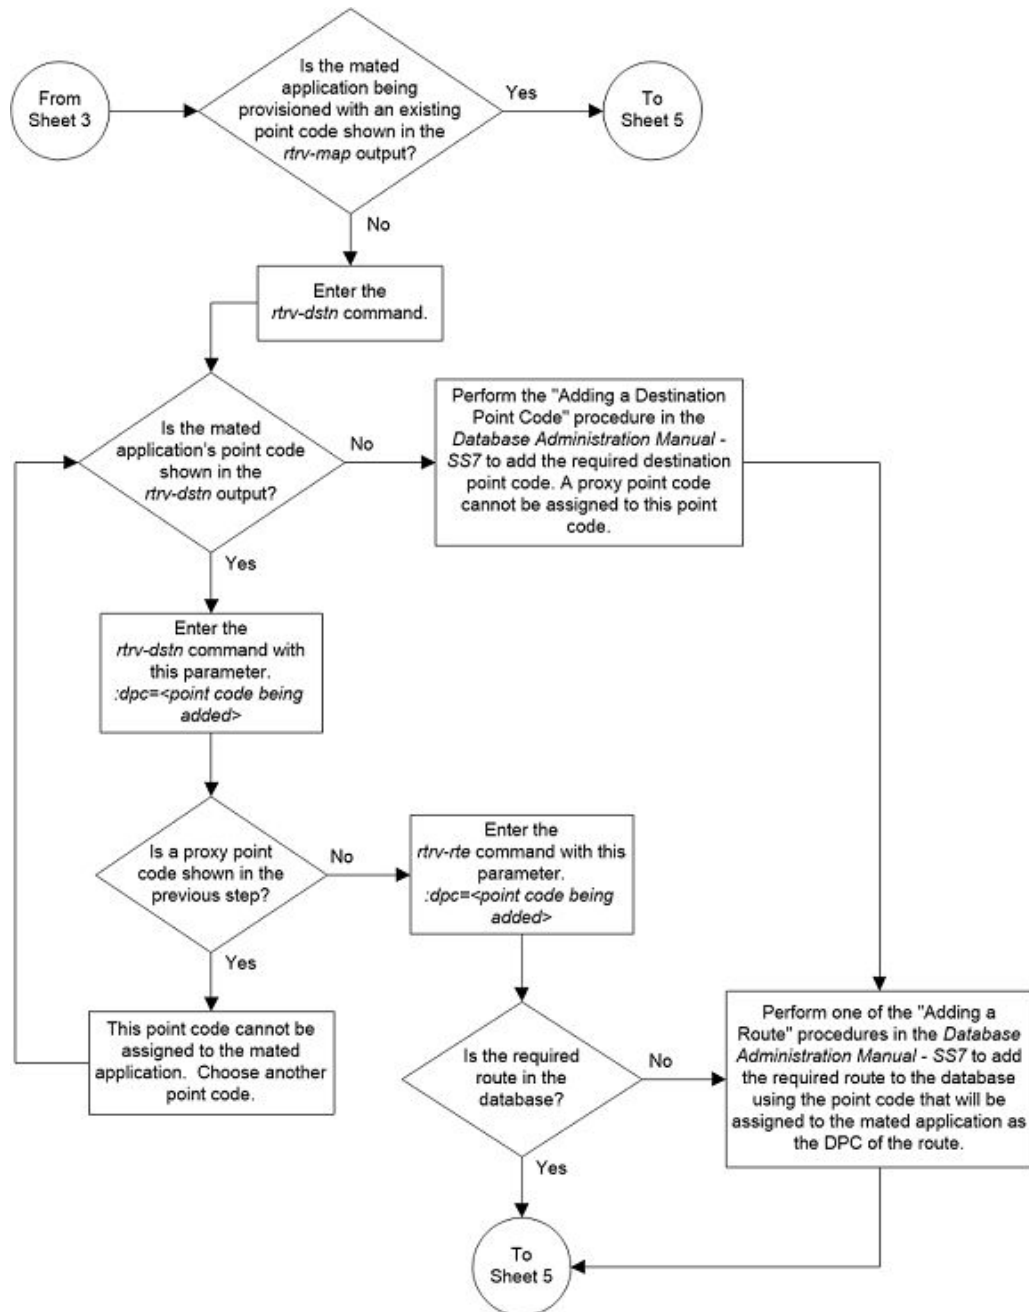 From
Sheet 3
Is the mated
application being
provisioned with an existing
point code shown in the
rtrv-map output?
Yes
To
Sheet 5
No
Enter the
rtrv-dstn command.
Is the mated
application's point code
shown in the
rtrv-dstn output?
No
Perform the "Adding a Destination
Point Code" procedure in the
Database Administration Manual -
SS7 to add the required destination
point code. A proxy point code
cannot be assigned to this point
code.
Yes
Enter the
rtrv-dstn command with
this parameter.
:dpc=<point code being
added>
Is a proxy point
code shown in the
previous step?
No
Enter the
rtrv-rte command with this
parameter.
:dpc=<point code being
added>
Yes
This point code cannot be
assigned to the mated
application. Choose another
point code.
Is the required
route in the
database?
No
Perform one of the "Adding a
Route" procedures in the Database
Administration Manual - SS7 to add
the required route to the database
using the point code that will be
assigned to the mated application as
the DPC of the route.
Yes
To
Sheet 5